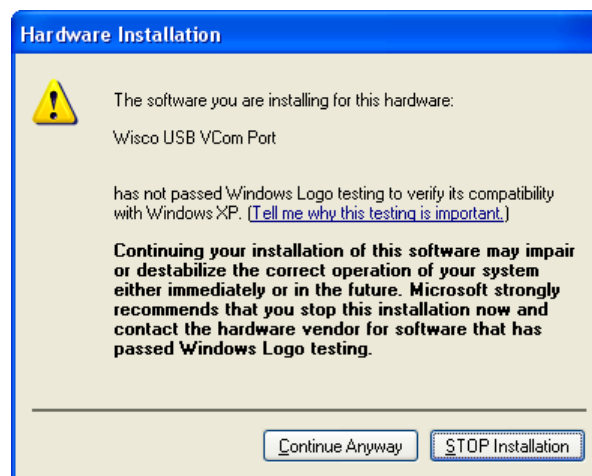 Hardware Installation
The software you are installing for this hardware:
Wisco USB VCom Port
has not passed Windows Logo testing to verify its compatibility
with Windows XP. (Tell me why this testing is important.)
Continuing your installation of this software may impair
or destabilize the correct operation of your system
either immediately or in the future. Microsoft strongly
recommends that you stop this installation now and
contact the hardware vendor for software that has
passed Windows Logo testing.
Continue Anyway STOP Installation